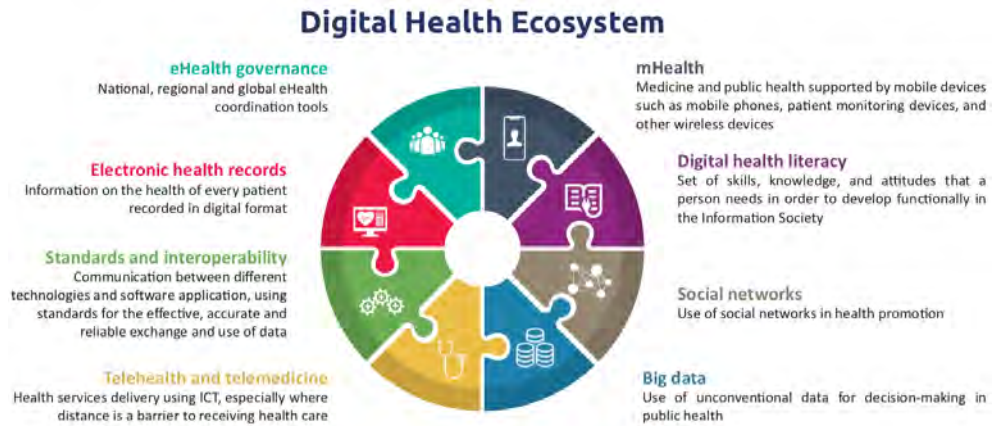 Digital Health Ecosystem
eHealth governance
National, regional and global eHealth
coordination tools
Electronic health records
Information on the health of every patient
recorded in digital format
Standards and interoperability
Communication between different
technologies and software application, using
standards for the effective, accurate and
reliable exchange and use of data
Telehealth and telemedicine
Health services delivery using ICT, especially where
distance is a barrier to receiving health care
mHealth
Medicine and public health supported by mobile devices
such as mobile phones, patient monitoring devices, and
other wireless devices
Digital health literacy
Set of skills, knowledge, and attitudes that a
person needs in order to develop functionally in
the Information Society
Social networks
Use of social networks in health promotion
Big data
Use of unconventional data for decision-making in
public health